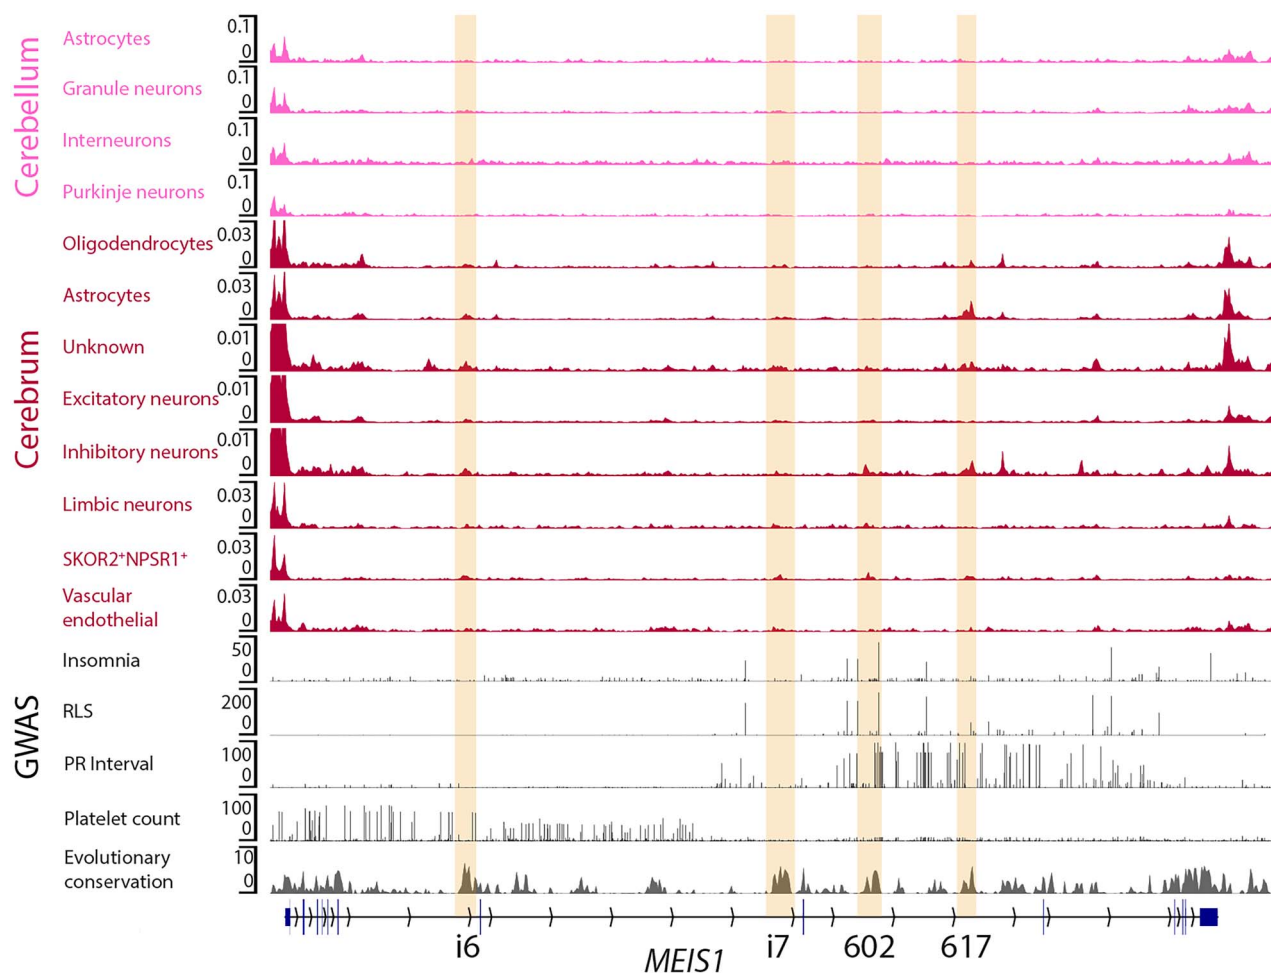 Cerebellum
Astrocytes
0.1
0
Granule neurons
0.1
0
Interneurons
0.1
0
Purkinje neurons
0.1
0
Cerebrum
Oligodendrocytes
0.03
0
Astrocytes
0.03
0
Unknown
0.01
0
Excitatory neurons
0.01
0
Inhibitory neurons
0.01
0
Limbic neurons
0.03
0
SKOR2⁺NPSR1⁺
0.03
0
Vascular
endothelial
0.03
0
GWAS
Insomnia
50
0
RLS
200
0
PR Interval
100
0
Platelet count
100
0
Evolutionary
conservation
10
0
i6
MEIS1
i7
602
617